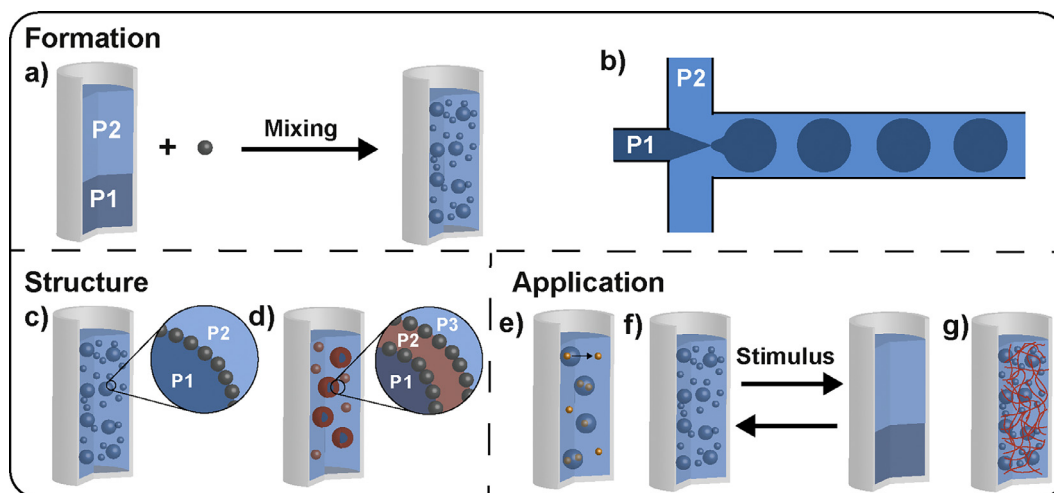 Formation
a)
P2
P1
+
Mixing
b)
P2
P1
Structure
c)
P2
P1
d)
P3
P2
P1
Application
e)
f)
Stimulus
g)